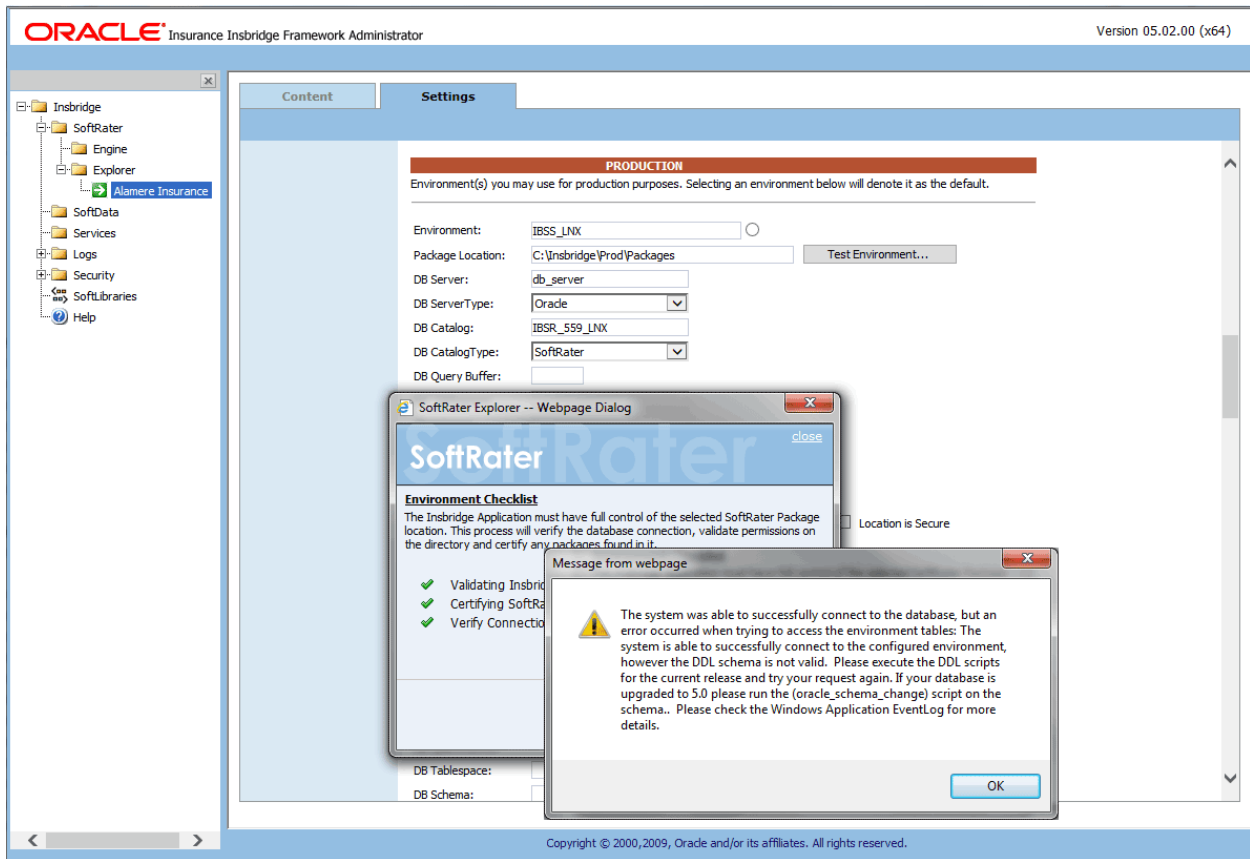 ORACLE® Insurance Insbridge Framework Administrator
Version 05.02.00 (x64)
Insbridge
SoftRater
Engine
Explorer
Alamere Insurance
SoftData
Services
Logs
Security
SoftLibraries
Help
Content
Settings
PRODUCTION
Environment(s) you may use for production purposes. Selecting an environment below will denote it as the default.
Environment:
IBSS_LNX
Package Location:
C:\Insbridge\Prod\Packages
Test Environment...
DB Server:
db_server
DB ServerType:
Oracle
DB Catalog:
IBSR_559_LNX
DB CatalogType:
SoftRater
DB Query Buffer:
SoftRater Explorer -- Webpage Dialog
SoftRater
close
SoftRater
Environment Checklist
The Insbridge Application must have full control of the selected SoftRater Package
location. This process will verify the database connection, validate permissions on
the directory and certify any packages found in it.
Validating
Certifying
Verify
Location is Secure
Message from webpage
The system was able to successfully connect to the database, but an
error occurred when trying to access the environment tables: The
system is able to successfully connect to the configured environment,
however the DDL schema is not valid. Please execute the DDL scripts
for the current release and try your request again. If your database is
upgraded to 5.0 please run the (oracle_schema_change) script on the
schema.. Please check the Windows Application EventLog for more
details.
OK
DB Tablespace:
DB Schema:
Copyright © 2000,2009, Oracle and/or its affiliates. All rights reserved.